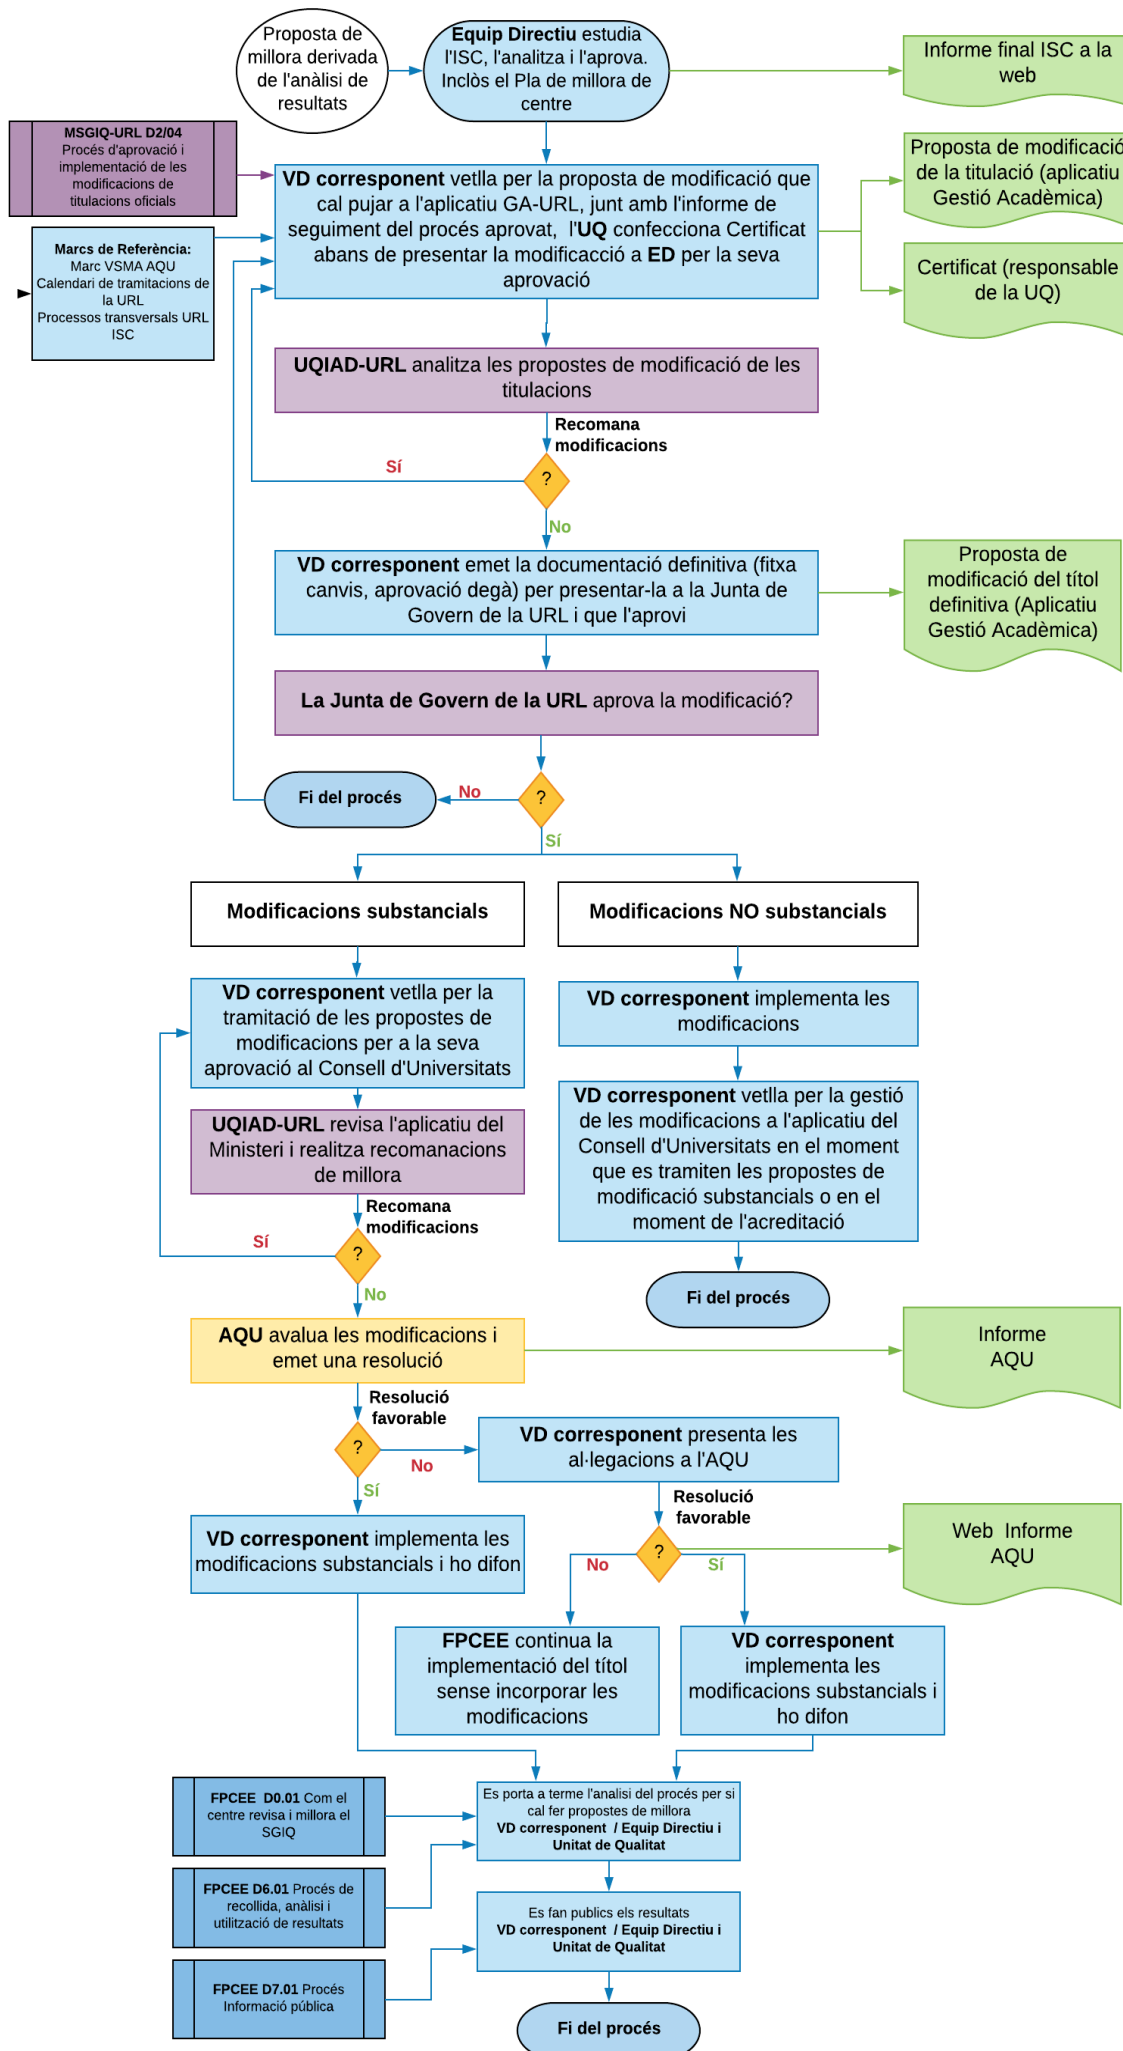 Proposta de
millora derivada
de l'anàlisi de
resultats
Equip Directiu estudia
l'ISC, l'analitza i l'aprova.
Inclòs el Pla de millora de
centre
Informe final ISC a la
web
MSGIQ-URL D2/04
Procés d'aprovació i
implementació de les
modificacions de
titulacions oficials
VD corresponent vetlla per la proposta de modificació que
cal pujar a l'aplicatiu GA-URL, junt amb l'informe de
seguiment del procés aprovat,  l'UQ confecciona Certificat
abans de presentar la modificacció a ED per la seva
aprovació
Proposta de modificació
de la titulació (aplicatiu
Gestió Acadèmica)
Marcs de Referència:
Marc VSMA AQU
Calendari de tramitacions de
la URL
Processos transversals URL
ISC
Certificat (responsable
de la UQ)
UQIAD-URL analitza les propostes de modificació de les
titulacions
Recomana
modificacions
Sí
?
No
VD corresponent emet la documentació definitiva (fitxa
canvis, aprovació degà) per presentar-la a la Junta de
Govern de la URL i que l'aprovi
Proposta de
modificació del títol
definitiva (Aplicatiu
Gestió Acadèmica)
La Junta de Govern de la URL aprova la modificació?
Fi del procés
No
?
Sí
Modificacions substancials
Modificacions NO substancials
VD corresponent vetlla per la
tramitació de les propostes de
modificacions per a la seva
aprovació al Consell d'Universitats
VD corresponent implementa les
modificacions
UQIAD-URL revisa l'aplicatiu del
Ministeri i realitza recomanacions
de millora
VD corresponent vetlla per la gestió
de les modificacions a l'aplicatiu del
Consell d'Universitats en el moment
que es tramiten les propostes de
modificació substancials o en el
moment de l'acreditació
Recomana
modificacions
Sí
?
No
Fi del procés
AQU avalua les modificacions i
emet una resolució
Informe
AQU
Resolució
favorable
?
No
Sí
VD corresponent presenta les
al·legacions a l'AQU
Resolució
favorable
VD corresponent implementa les
modificacions substancials i ho difon
?
No
Sí
Web  Informe
AQU
FPCEE continua la
implementació del títol
sense incorporar les
modificacions
VD corresponent
implementa les
modificacions substancials i
ho difon
FPCEE  D0.01 Com el
centre revisa i millora el
SGIQ
Es porta a terme l'analisi del procés per si
cal fer propostes de millora
VD corresponent  / Equip Directiu i
Unitat de Qualitat
FPCEE D6.01 Procés de
recollida, anàlisi i
utilització de resultats
Es fan publics els resultats
VD corresponent  / Equip Directiu i
Unitat de Qualitat
FPCEE D7.01 Procés
Informació pública
Fi del procés